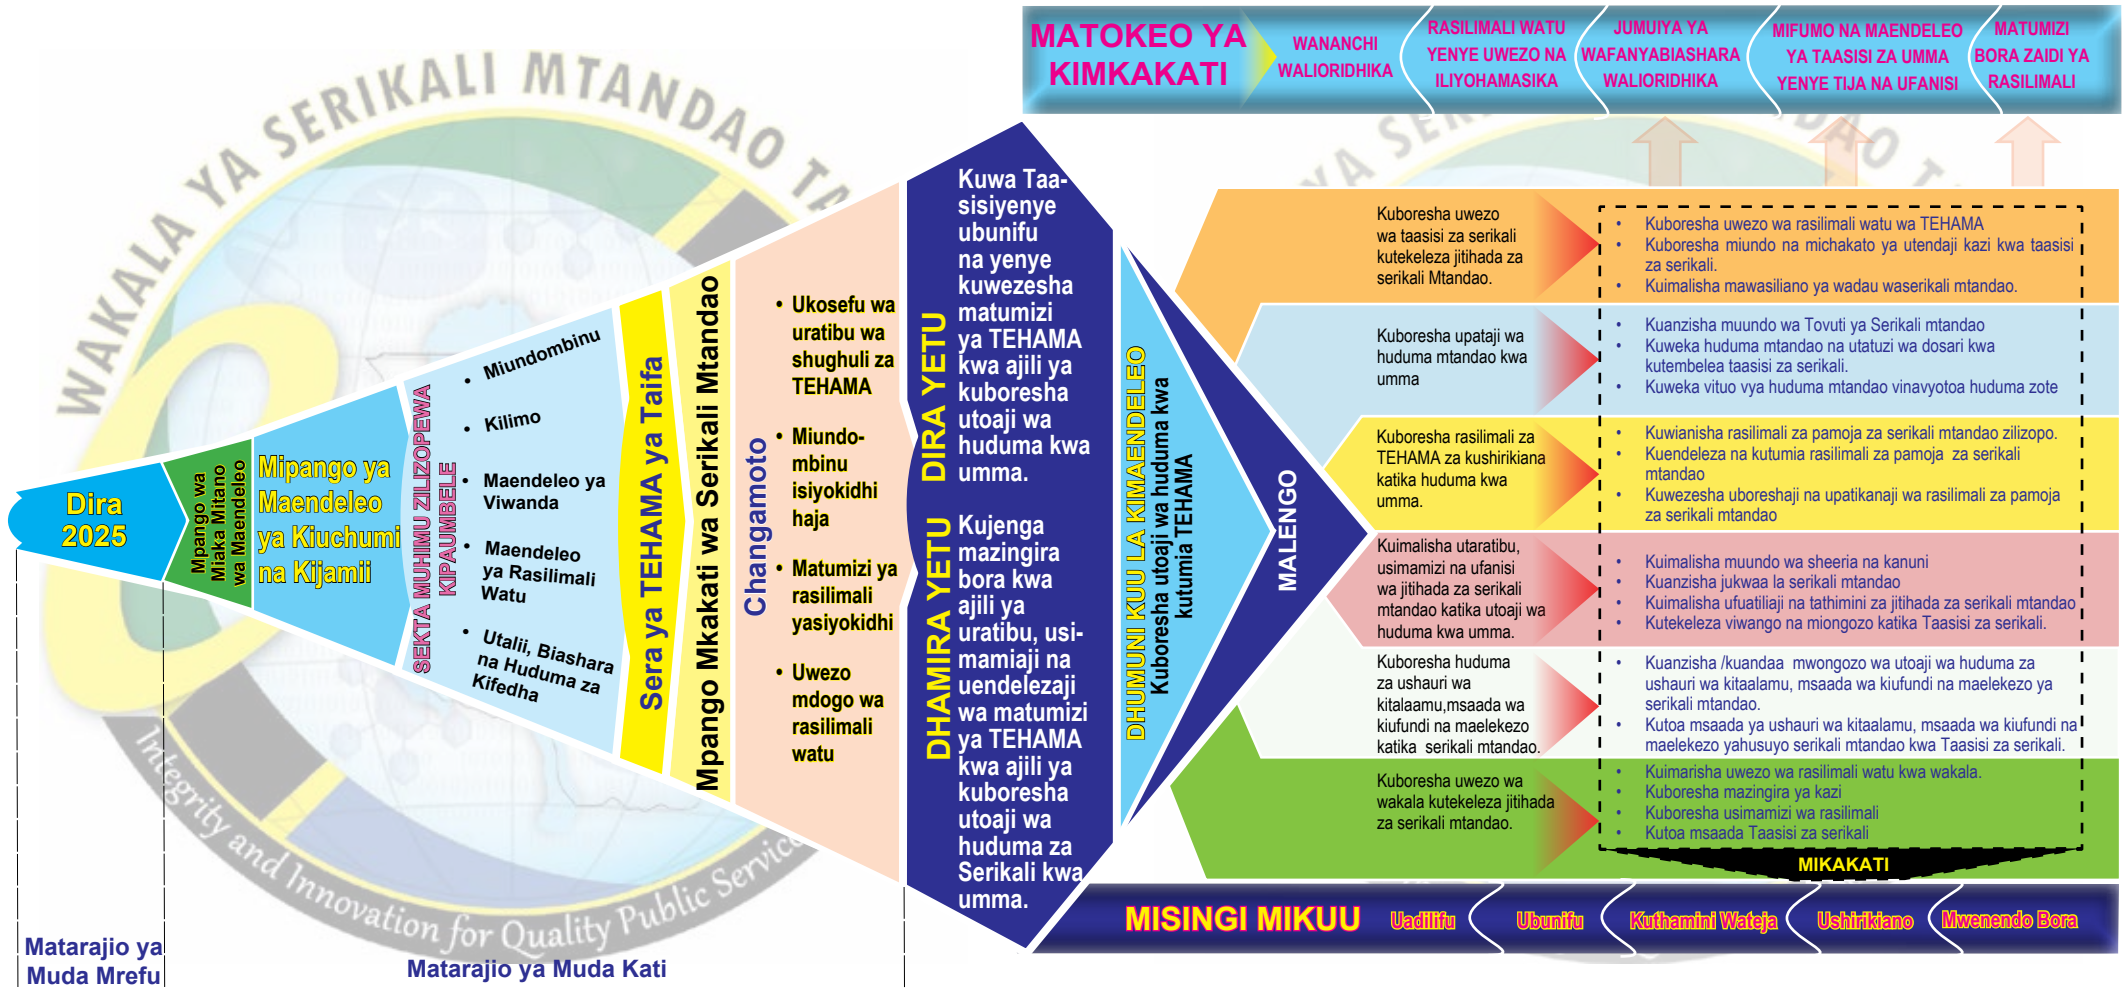 MATOKEO YA
KIMKAKATI
WANANCHI
WALIORIDHIKA
RASILIMALI WATU
YENYE UWEZO NA
ILIYOHAMASIKA
JUMUIYA YA
WAFANYABIASHARA
WALIORIDHIKA
MIFUMO NA MAENDELEO
YA TAASISI ZA UMMA
YENYE TIJA NA UFANISI
MATUMIZI
BORA ZAIDI YA
RASILIMALI
WAKALA YA SERIKALI MTANDAO TA
Integrity and Innovation for Quality Public Service
YA SERI
DAO T
Dira
2025
Mpango wa
Miaka Mitano
wa Maendeleo
Mipango ya
Maendeleo
ya Kiuchumi
na Kijamii
SEKTA MUHIMU ZILIZOPEWA
KIPAUMBELE
• Miundombinu
• Kilimo
• Maendeleo ya
Viwanda
• Maendeleo
ya Rasilimali
Watu
• Utalii, Biashara
na Huduma za
Kifedha
Sera ya TEHAMA ya Taifa
Mpango Mkakati wa Serikali Mtandao
Changamoto
• Ukosefu wa
uratibu wa
shughuli za
TEHAMA
• Miundo-
mbinu
isiyokidhi
haja
• Matumizi ya
rasilimali
yasiyokidhi
• Uwezo
mdogo wa
rasilimali
watu
DIRA YETU
Kuwa Taa-
sisiyenye
ubunifu
na yenye
kuwezesha
matumizi
ya TEHAMA
kwa ajili ya
kuboresha
utoaji wa
huduma kwa
umma.
DHAMIRA YETU
Kujenga
mazingira
bora kwa
ajili ya
uratibu, usi-
mamiaji na
uendelezaji
wa matumizi
ya TEHAMA
kwa ajili ya
kuboresha
utoaji wa
huduma za
Serikali kwa
umma.
DHUMUNI KUU LA KIMAENDELEO
Kuboresha utoaji wa huduma kwa
kutumia TEHAMA
MALENGO
Kuboresha uwezo
wa taasisi za serikali
kutekeleza jitihada za
serikali Mtandao.
• Kuboresha uwezo wa rasilimali watu wa TEHAMA
• Kuboresha miundo na michakato ya utendaji kazi kwa taasisi
za serikali.
• Kuimalisha mawasiliano ya wadau waserikali mtandao.
Kuboresha upataji wa
huduma mtandao kwa
umma
• Kuanzisha muundo wa Tovuti ya Serikali mtandao
• Kuweka huduma mtandao na utatuzi wa dosari kwa
kutembelea taasisi za serikali.
• Kuweka vituo vya huduma mtandao vinavyotoa huduma zote
Kuboresha rasilimali za
TEHAMA za kushirikiana
katika huduma kwa
umma.
• Kuwianisha rasilimali za pamoja za serikali mtandao zilizopo.
• Kuendeleza na kutumia rasilimali za pamoja za serikali
mtandao
• Kuwezesha uboreshaji na upatikanaji wa rasilimali za pamoja
za serikali mtandao
Kuimalisha utaratibu,
usimamizi na ufanisi
wa jitihada za serikali
mtandao katika utoaji wa
huduma kwa umma.
• Kuimalisha muundo wa sheeria na kanuni
• Kuanzisha jukwaa la serikali mtandao
• Kuimalisha ufuatiliaji na tathimini za jitihada za serikali mtandao
• Kutekeleza viwango na miongozo katika Taasisi za serikali.
Kuboresha huduma
za ushauri wa
kitalaamu,msaada wa
kiufundi na maelekezo
katika serikali mtandao.
• Kuanzisha /kuandaa mwongozo wa utoaji wa huduma za
ushauri wa kitaalamu, msaada wa kiufundi na maelekezo ya
serikali mtandao.
• Kutoa msaada ya ushauri wa kitaalamu, msaada wa kiufundi na
maelekezo yahusuyo serikali mtandao kwa Taasisi za serikali.
Kuboresha uwezo wa
wakala kutekeleza jitihada
za serikali mtandao.
• Kuimarisha uwezo wa rasilimali watu kwa wakala.
• Kuboresha mazingira ya kazi
• Kuboresha usimamizi wa rasilimali
• Kutoa msaada Taasisi za serikali
MIKAKATI
MISINGI MIKUU
Uadilifu
Ubunifu
Kuthamini Wateja
Ushirikiano
Mwenendo Bora
Matarajio ya
Muda Mrefu
Matarajio ya Muda Kati